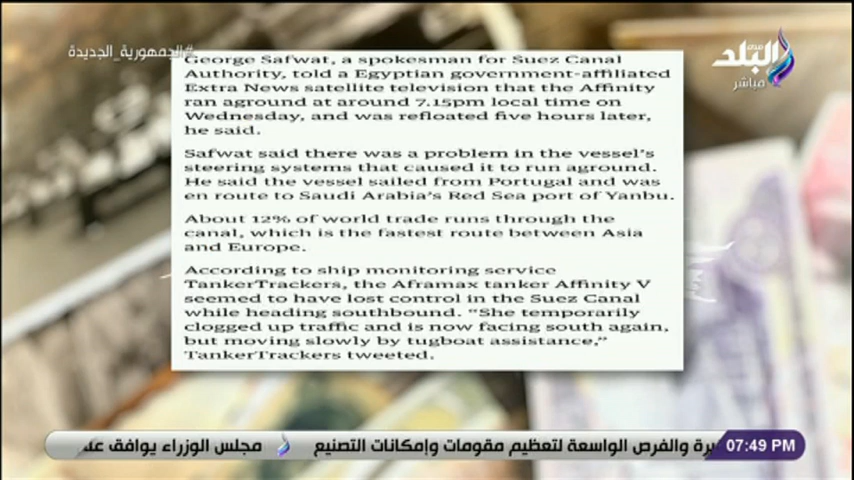 #الجمهورية_الجديدة
صدى
البلد
مباشر
George Safwat, a spokesman for Suez Canal
Authority, told a Egyptian government-affiliated
Extra News satellite television that the Affinity
ran aground at around 7.15pm local time on
Wednesday, and was refloated five hours later,
he said.
Safwat said there was a problem in the vessel's
steering systems that caused it to run aground.
He said the vessel sailed from Portugal and was
en route to Saudi Arabia's Red Sea port of Yanbu.
About 12% of world trade runs through the
canal, which is the fastest route between Asia
and Europe.
According to ship monitoring service
TankerTrackers, the Aframax tanker Affinity V
seemed to have lost control in the Suez Canal
while heading southbound. “She temporarily
clogged up traffic and is now facing south again,
but moving slowly by tugboat assistance,”
TankerTrackers tweeted.
والفرص الواسعة لتعظيم مقومات وإمكانات التصنيع مجلس الوزراء يوافق
07:49 PM